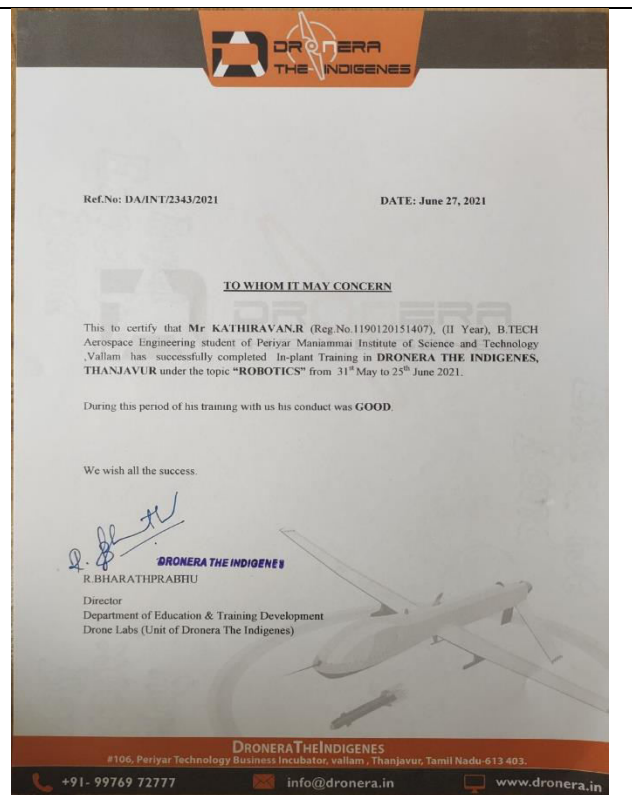 DRONERA
THE INDIGENES
Ref.No: DA/INT/2343/2021 DATE: June 27, 2021
TO WHOM IT MAY CONCERN
This to certify that Mr KATHIRAVAN.R (Reg.No.1190120151407), (II Year), B.TECH
Aerospace Engineering student of Periyar Maniammai Institute of Science and Technology
,Vallam has successfully completed In-plant Training in DRONERA THE INDIGENES,
THANJAVUR under the topic “ROBOTICS” from 31st May to 25th June 2021.
During this period of his training with us his conduct was GOOD.
We wish all the success.
DRONERA THE INDIGENES
R.BHARATHPRABHU
Director
Department of Education & Training Development
Drone Labs (Unit of Dronera The Indigenes)
DRONERATHEINDIGENES
#106, Periyar Technology Business Incubator, vallam , Thanjavur, Tamil Nadu-613 403.
+91- 99769 72777 info@dronera.in www.dronera.in